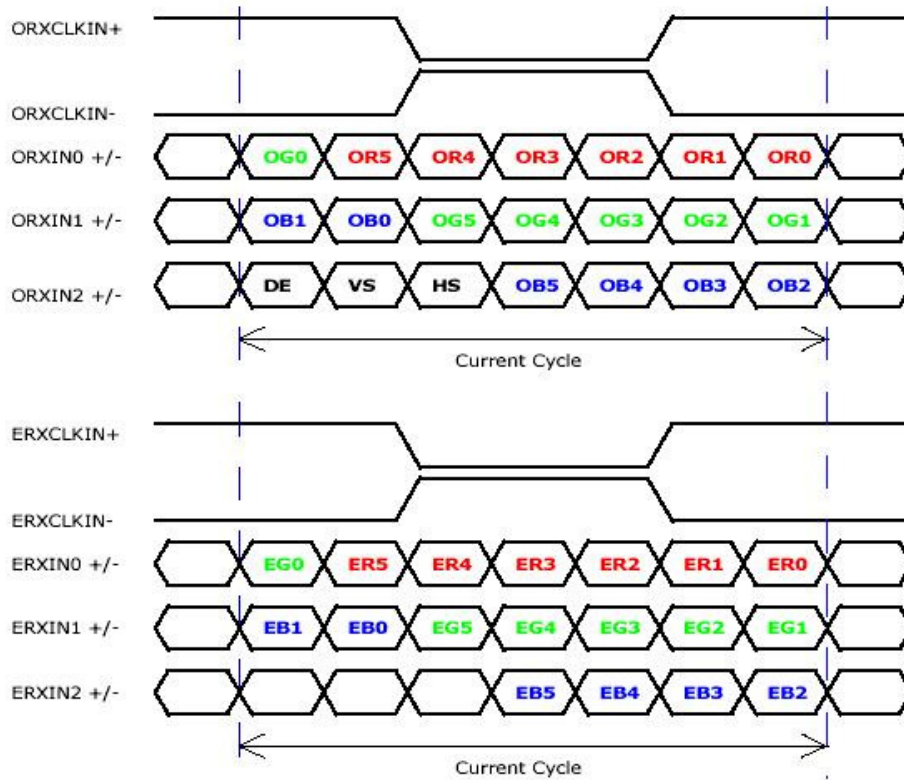 ORXCLKIN+
ORXCLKIN-
ORXIN0 +/- OG0 OR5 OR4 OR3 OR2 OR1 OR0
ORXIN1 +/- OB1 OB0 OG5 OG4 OG3 OG2 OG1
ORXIN2 +/- DE VS HS OB5 OB4 OB3 OB2
Current Cycle
ERXCLKIN+
ERXCLKIN-
ERXIN0 +/- EG0 ER5 ER4 ER3 ER2 ER1 ER0
ERXIN1 +/- EB1 EB0 EG5 EG4 EG3 EG2 EG1
ERXIN2 +/- EB5 EB4 EB3 EB2
Current Cycle